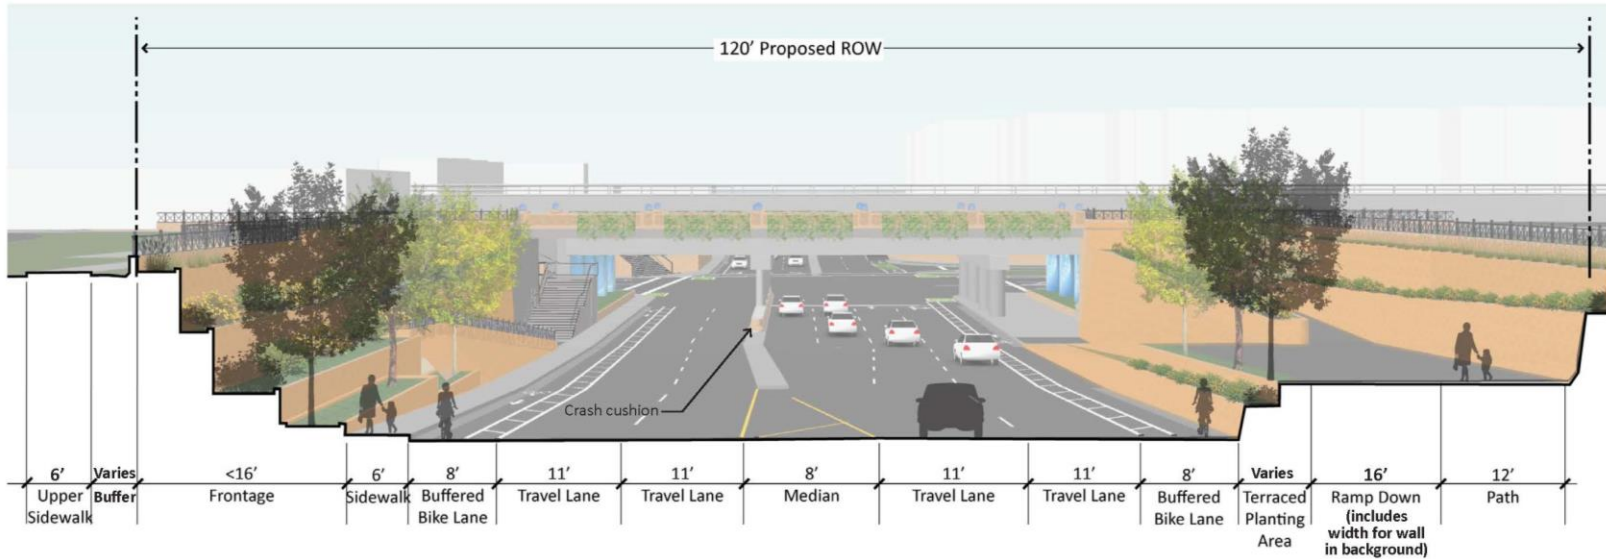 120' Proposed ROW
Crash cushion
6'
Upper
Sidewalk
Varies
Buffer
<16'
Frontage
6'
Sidewalk
8'
Buffered
Bike Lane
11'
Travel Lane
11'
Travel Lane
8'
Median
11'
Travel Lane
11'
Travel Lane
8'
Buffered
Bike Lane
Varies
Terraced
Planting
Area
16'
Ramp Down
(includes
width for wall
in background)
12'
Path